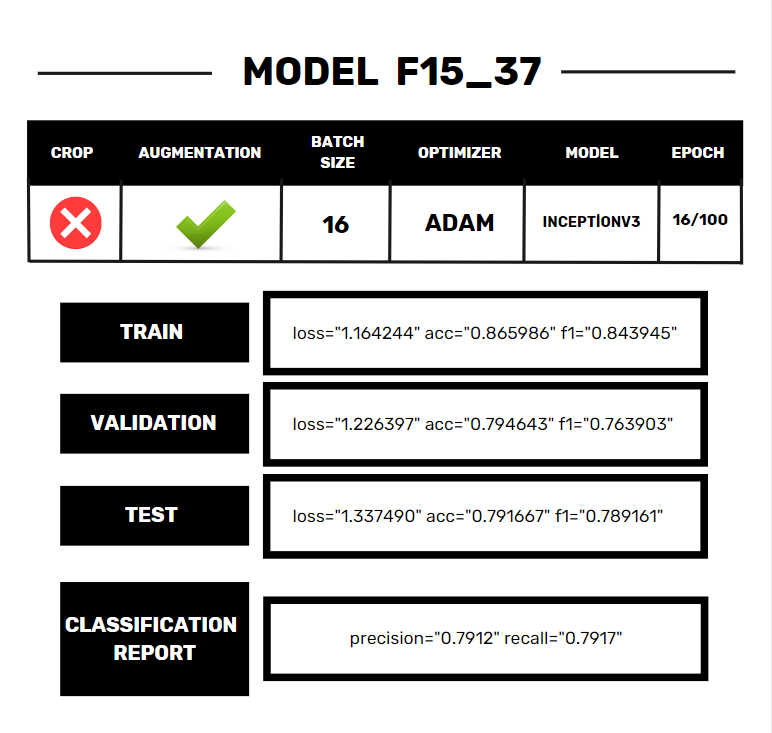 MODEL F15_37
CROP AUGMENTATION BATCH SIZE OPTIMIZER MODEL EPOCH
16 ADAM INCEPTİONV3 16/100
TRAIN
loss="1.164244" acc="0.865986" f1="0.843945"
VALIDATION
loss="1.226397" acc="0.794643" f1="0.763903"
TEST
loss="1.337490" acc="0.791667" f1="0.789161"
CLASSIFICATION
REPORT
precision="0.7912" recall="0.7917"